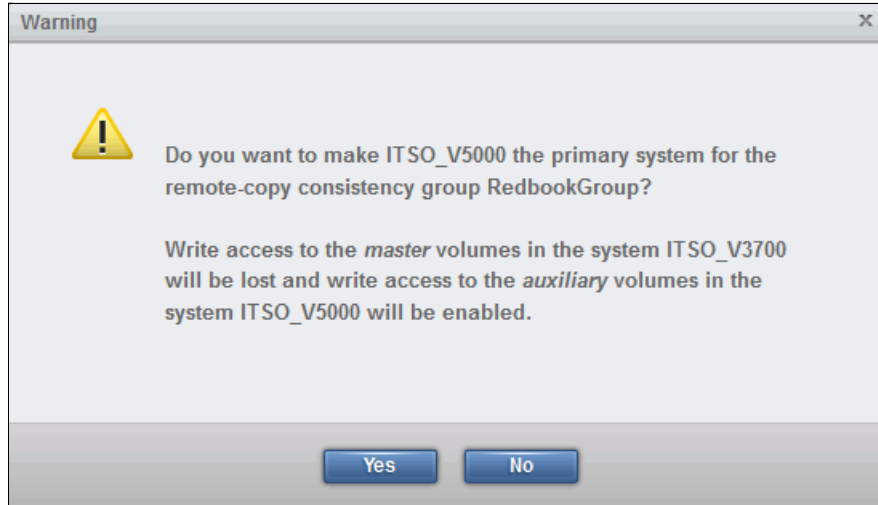 Warning
x
Do you want to make ITSO_V5000 the primary system for the
remote-copy consistency group RedbookGroup?
Write access to the master volumes in the system ITSO_V3700
will be lost and write access to the auxiliary volumes in the
system ITSO_V5000 will be enabled.
Yes
No